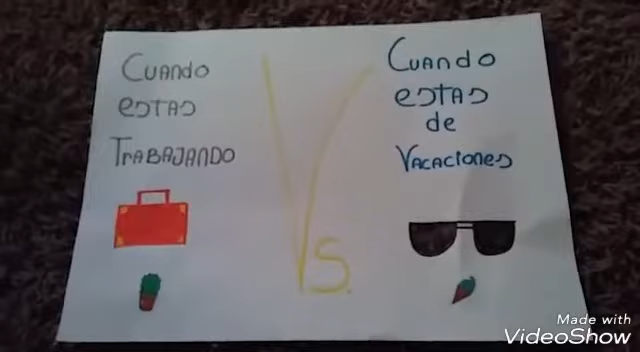 Cuando
estas
Trabajando
Vs.
Cuando
estas
de
Vacaciones
Made with
VideoShow